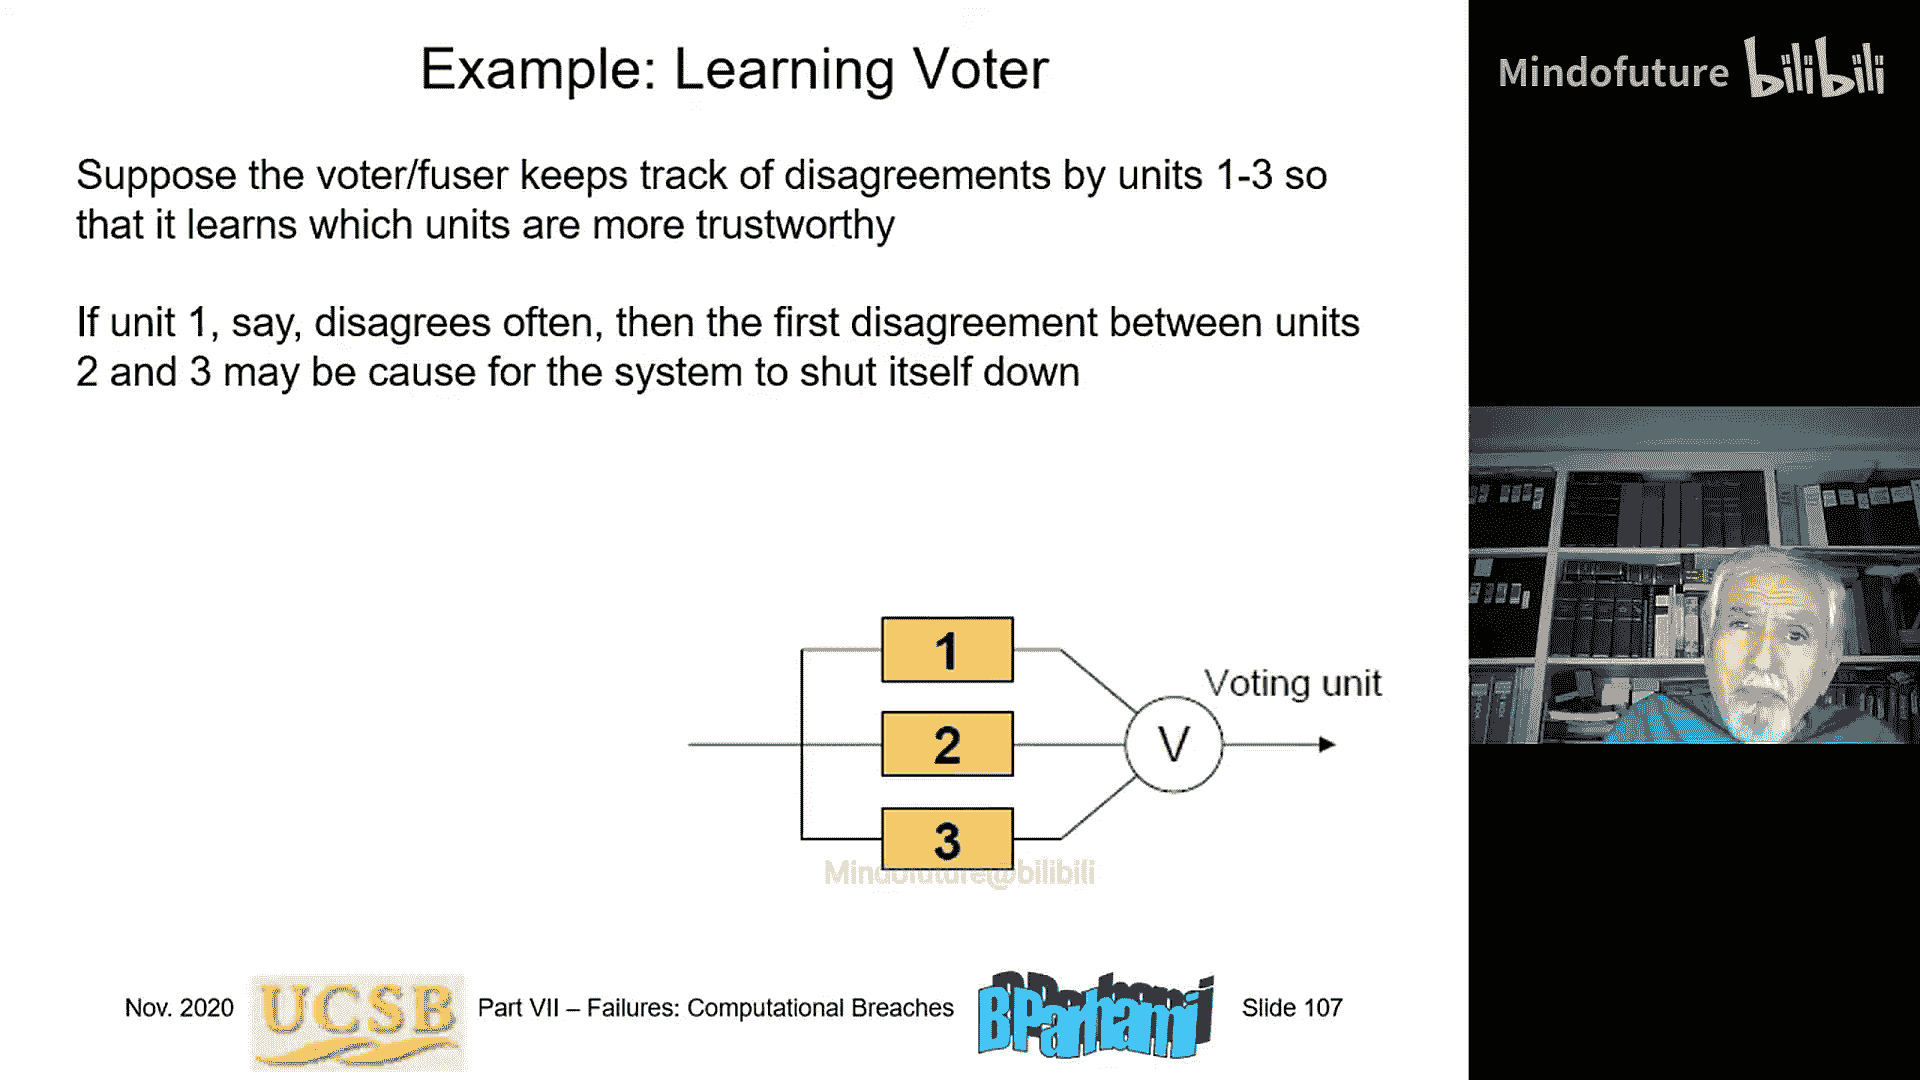 Example: Learning Voter
Mindofuture bilibili
Suppose the voter/fuser keeps track of disagreements by units 1-3 so
that it learns which units are more trustworthy
If unit 1, say, disagrees often, then the first disagreement between units
2 and 3 may be cause for the system to shut itself down
1
Voting unit
2
V
3
Mindofuture@bilibili
Nov. 2020
UCSB
Part VII – Failures: Computational Breaches
BParhami
Slide 107